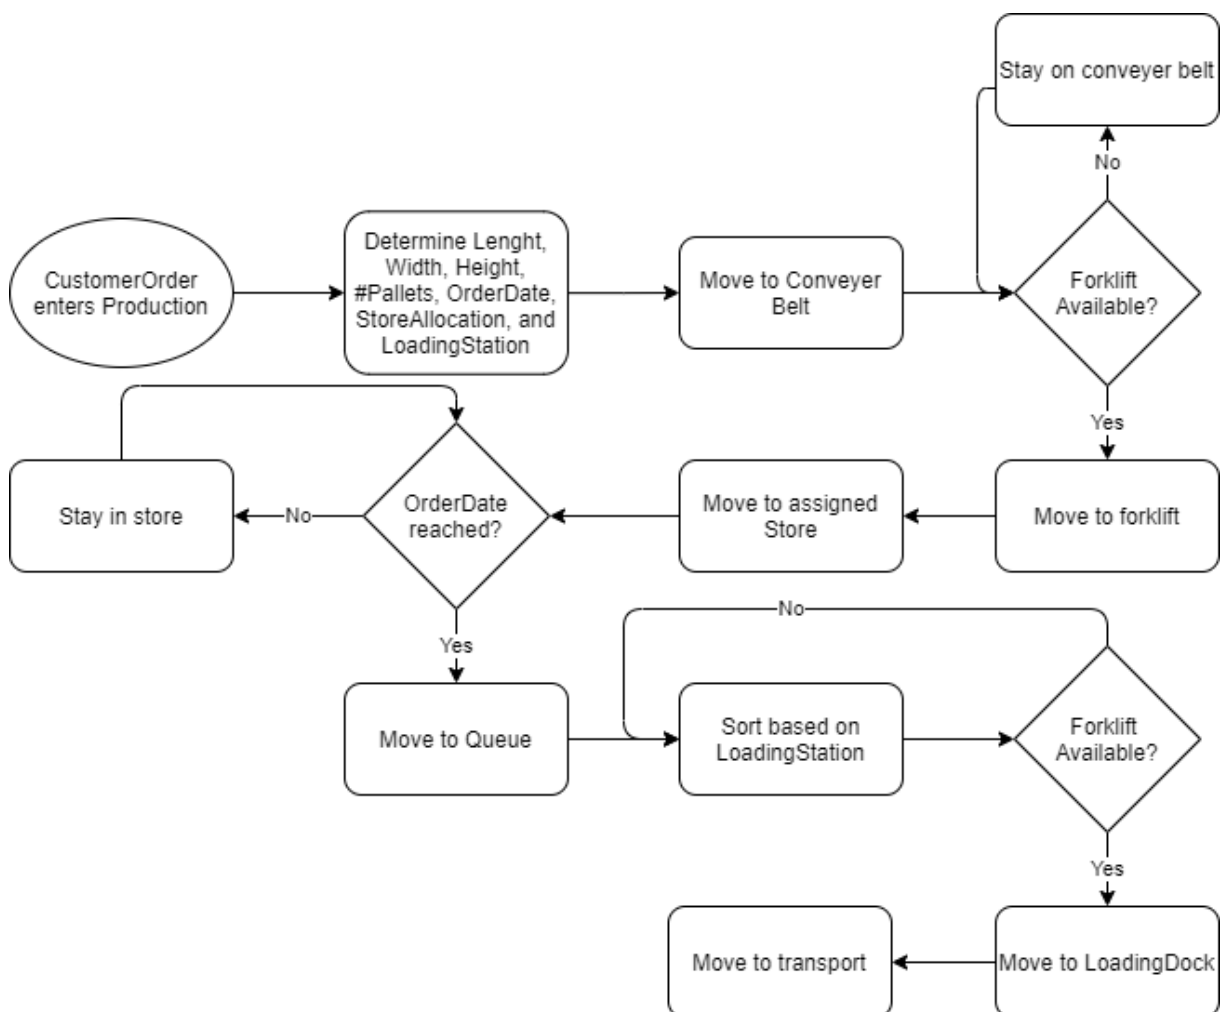 Stay on conveyer belt
No
CustomerOrder
enters Production
Determine Lenght,
Width, Height,
#Pallets, OrderDate,
StoreAllocation, and
LoadingStation
Move to Conveyer
Belt
Forklift
Available?
Yes
Stay in store
No
OrderDate
reached?
Move to assigned
Store
Move to forklift
Yes
No
Move to Queue
Sort based on
LoadingStation
Forklift
Available?
Yes
Move to transport
Move to LoadingDock